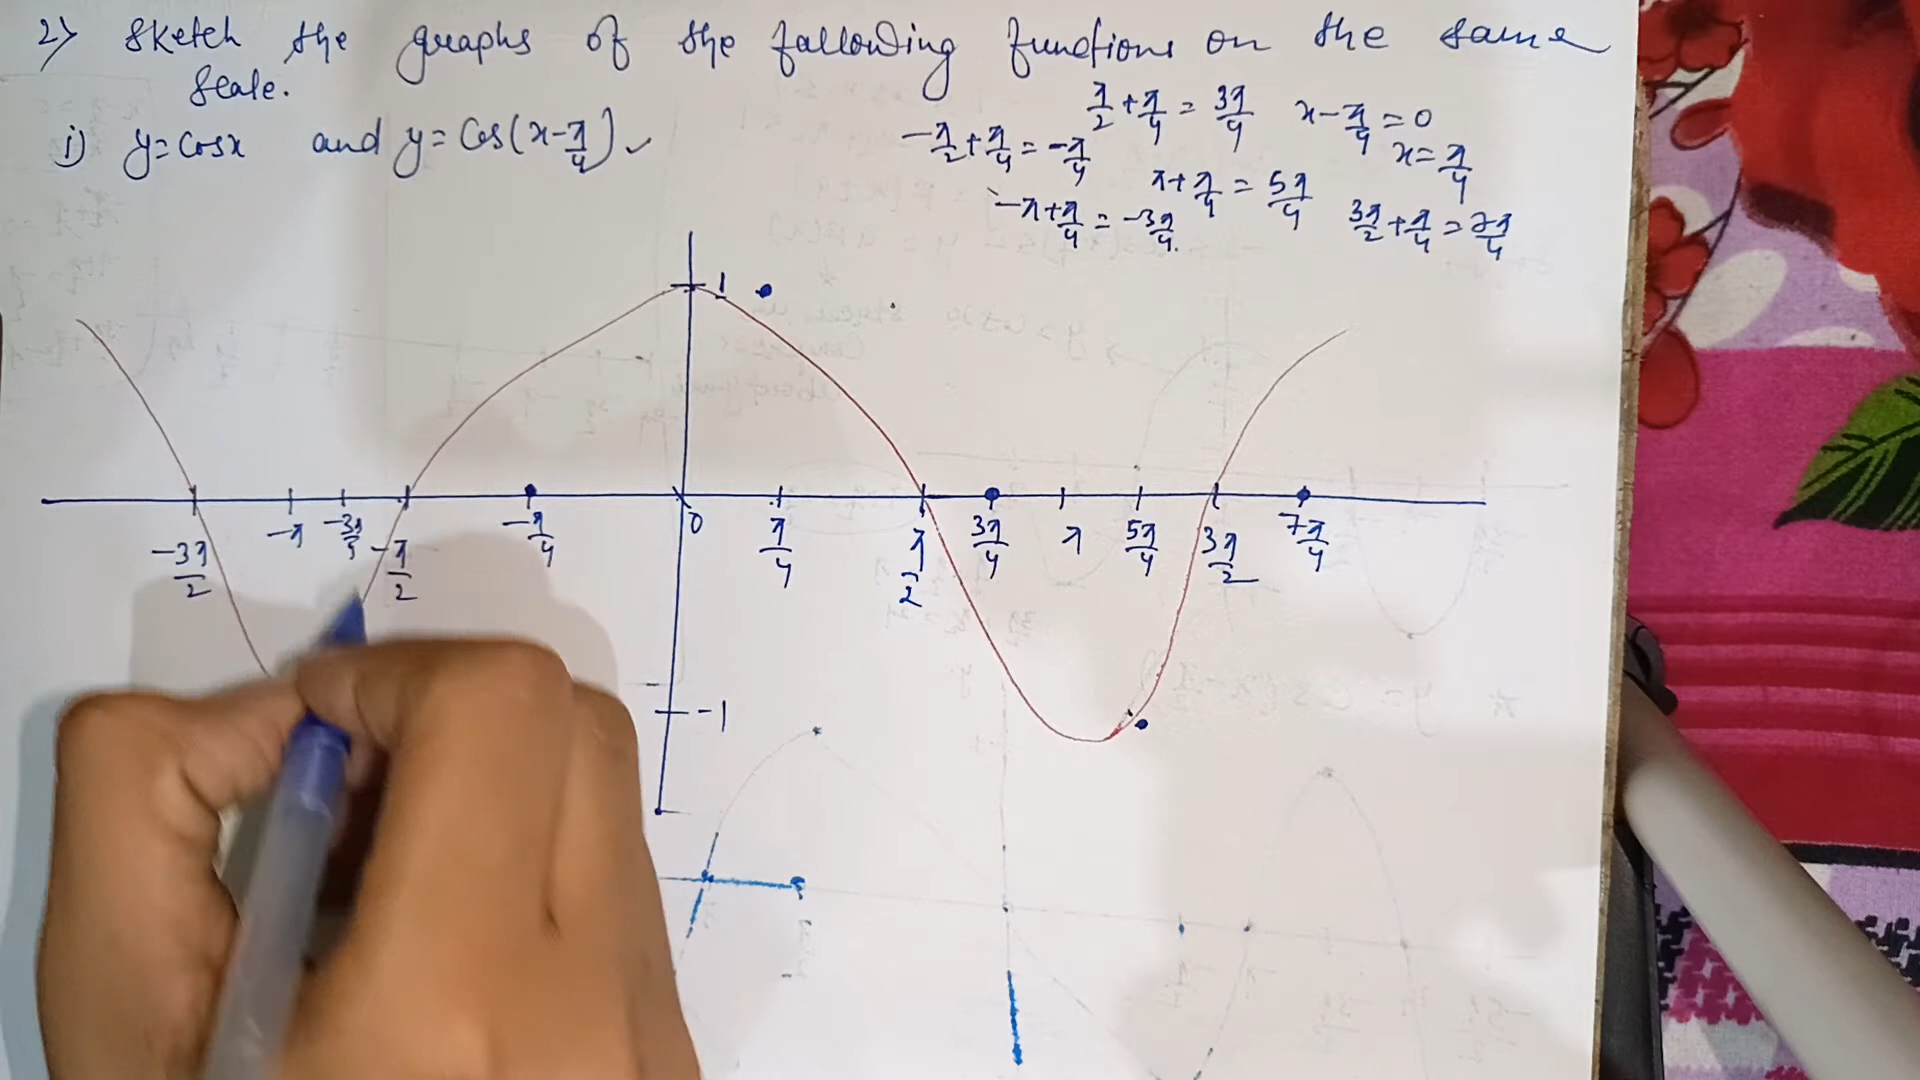 2) Sketch the graphs of the following functions on the same
Scale.
i) y=Cosx and y=Cos(x-π/4)
π/2+π/4=3π/4 x-π/4=0
-π/2+π/4=-π/4 x=π/4
π+π/4=5π/4
-π+π/4=-3π/4. 3π/2+π/4=7π/4
1
-3π/2 -π -3π/4 -π/2 -π/4 0 π/4 π/2 3π/4 π 5π/4 3π/2 7π/4
-1